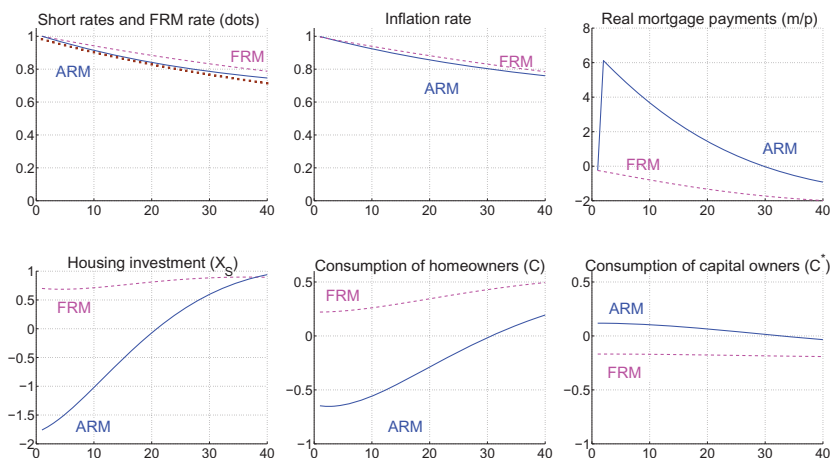 Short rates and FRM rate (dots)
1
0.8
0.6
0.4
0.2
0
0 10 20 30 40
FRM
ARM
Inflation rate
1
0.8
0.6
0.4
0.2
0
0 10 20 30 40
FRM
ARM
Real mortgage payments (m/p)
8
6
4
2
0
−2
0 10 20 30 40
ARM
FRM
Housing investment (X_S)
1
0.5
0
−0.5
−1
−1.5
−2
0 10 20 30 40
FRM
ARM
Consumption of homeowners (C)
0.5
0
−0.5
−1
0 10 20 30 40
FRM
ARM
Consumption of capital owners (C*)
0.5
0
−0.5
−1
0 10 20 30 40
ARM
FRM